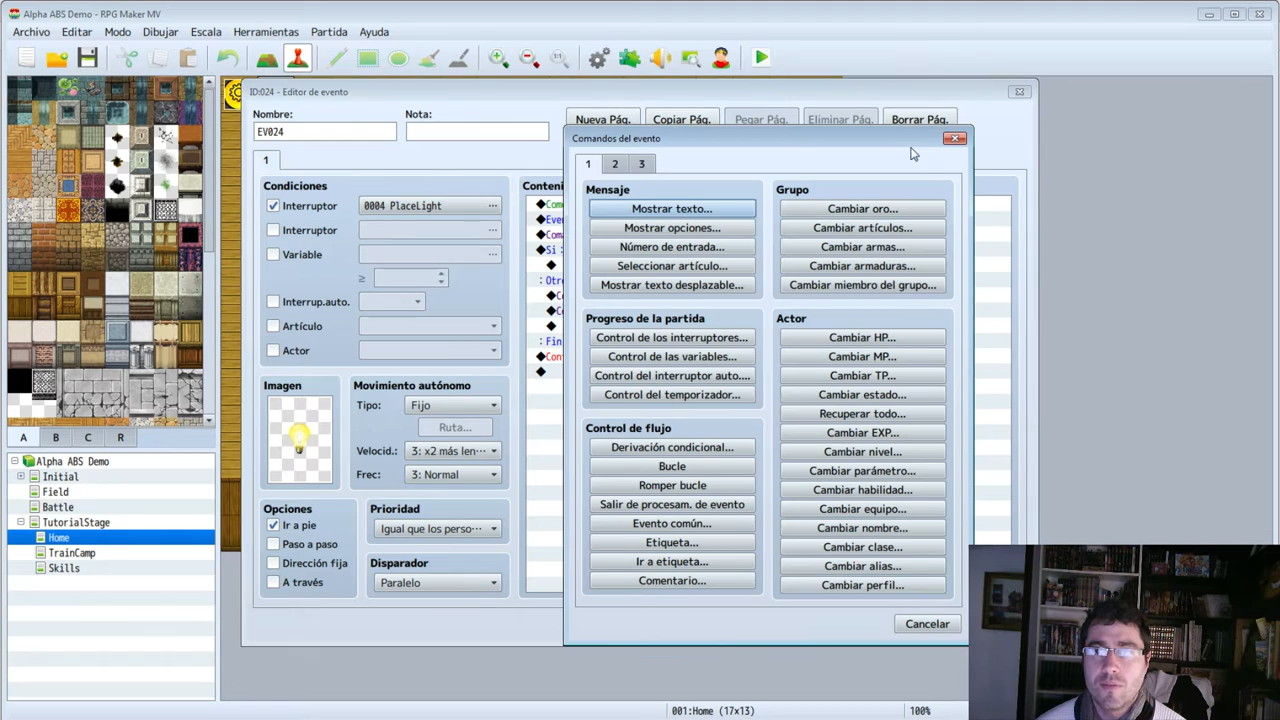 Alpha ABS Demo - RPG Maker MV
Archivo Editar Modo Dibujar Escala Herramientas Partida Ayuda
ID:024 - Editor de evento
Nombre: Nota:
EV024
Nueva Pág. Copiar Pág. Pegar Pág. Eliminar Pág. Borrar Pág.
1
Condiciones
Interruptor 0004 PlaceLight ...
Interruptor ...
Variable ...
≥
Interrup.auto.
Artículo
Actor
Imagen
Movimiento autónomo
Tipo: Fijo
Ruta...
Velocid.: 3: x2 más len···
Frec: 3: Normal
Opciones
Ir a pie
Paso a paso
Dirección fija
A través
Prioridad
Igual que los perso···
Disparador
Paralelo
Conteni
◆Com
◆Eve
◆Com
◆Si :
◆
: Otr
◆C
◆C
◆
: Fin
◆Con
◆
Comandos del evento
1 2 3
Mensaje
Mostrar texto...
Mostrar opciones...
Número de entrada...
Seleccionar artículo...
Mostrar texto desplazable...
Progreso de la partida
Control de los interruptores...
Control de las variables...
Control del interruptor auto....
Control del temporizador...
Control de flujo
Derivación condicional...
Bucle
Romper bucle
Salir de procesam. de evento
Evento común...
Etiqueta...
Ir a etiqueta...
Comentario...
Grupo
Cambiar oro...
Cambiar artículos...
Cambiar armas...
Cambiar armaduras...
Cambiar miembro del grupo...
Actor
Cambiar HP...
Cambiar MP...
Cambiar TP...
Cambiar estado...
Recuperar todo...
Cambiar EXP...
Cambiar nivel...
Cambiar parámetro...
Cambiar habilidad...
Cambiar equipo...
Cambiar nombre...
Cambiar clase...
Cambiar alias...
Cambiar perfil...
Cancelar
A B C R
Alpha ABS Demo
Initial
Field
Battle
TutorialStage
Home
TrainCamp
Skills
001:Home (17x13) 100%